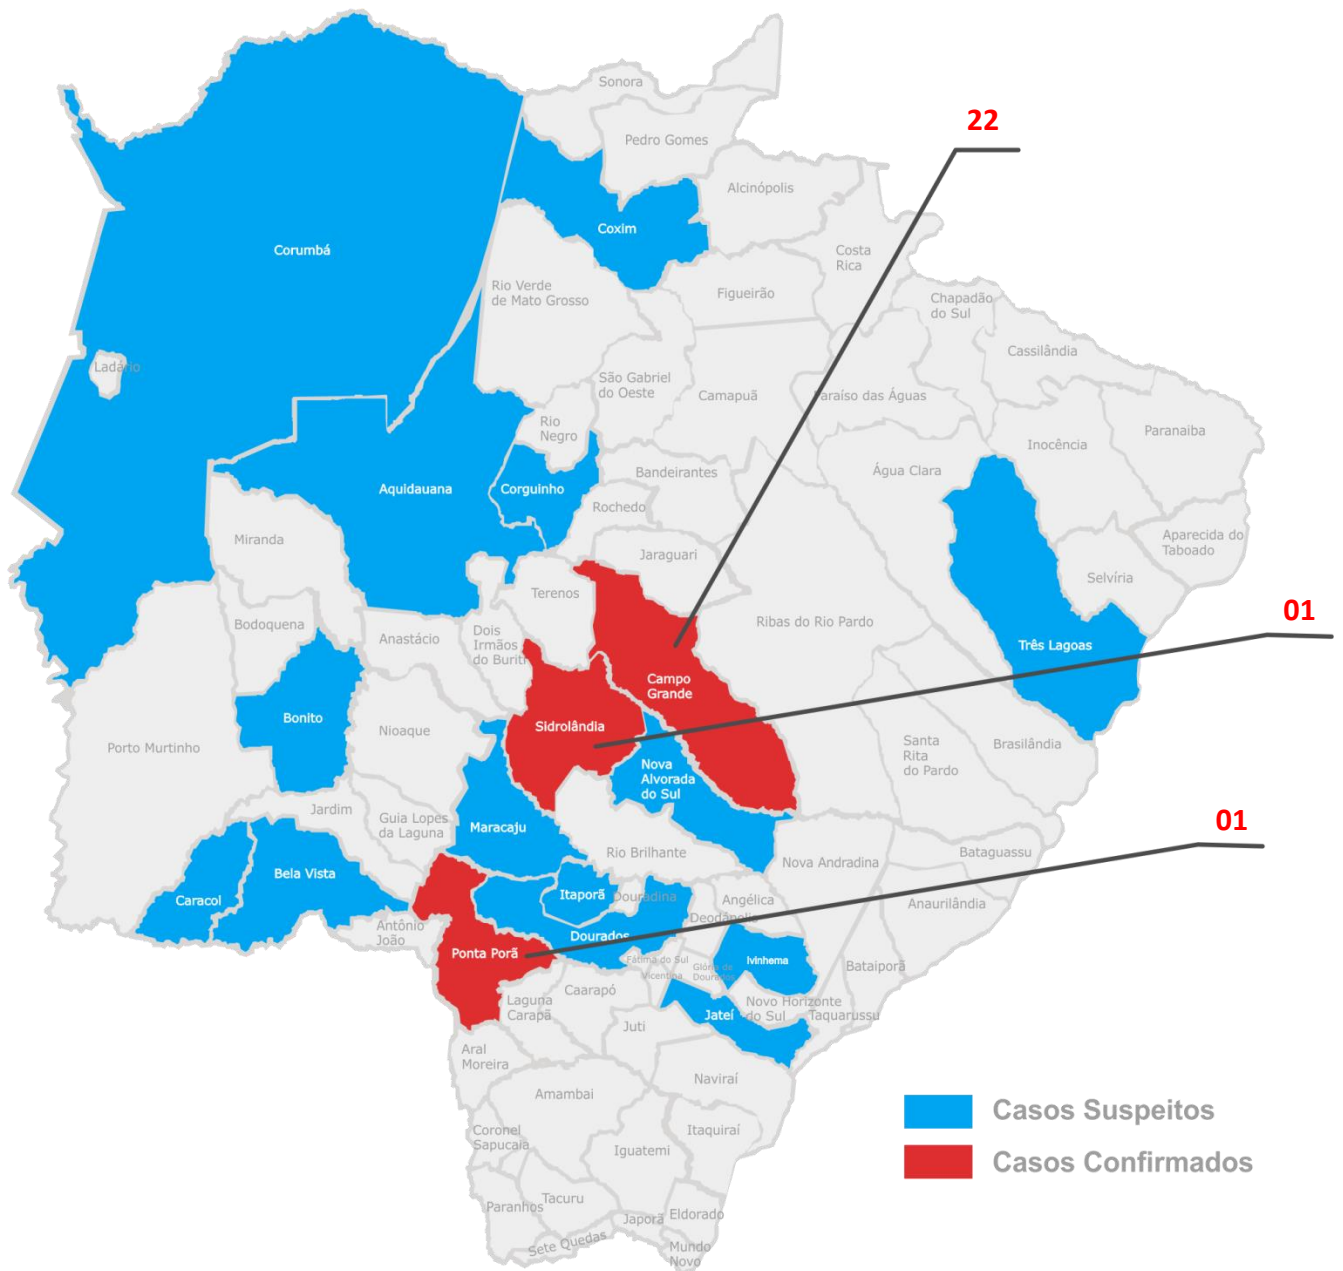 Sonora
22
Pedro Gomes
Alcinópolis
Coxim
Corumbá
Costa
Rica
Rio Verde
de Mato Grosso
Figueirão
Chapadão
do Sul
Cassilândia
Ladário
São Gabriel
do Oeste
Camapuã
Paraíso das Águas
Rio
Negro
Inocência
Paranaiba
Bandeirantes
Água Clara
Aquidauana
Corguinho
Rochedo
Miranda
Jaraguari
Aparecida do
Taboado
Selvíria
Terenos
01
Bodoquena
Anastácio
Dois
Irmãos
do Buriti
Ribas do Rio Pardo
Três Lagoas
Campo
Grande
Bonito
Sidrolândia
Nioaque
Porto Murtinho
Santa
Rita
do Pardo
Brasilândia
Nova
Alvorada
do Sul
Jardim
Guia Lopes
da Laguna
Maracaju
01
Rio Brilhante
Nova Andradina
Bataguassu
Bela Vista
Caracol
Itaporã
Douradina
Angélica
Anaurilândia
Deodápolis
Antônio
João
Dourados
Ponta Porã
Fátima do Sul
Vicentina
Glória de
Dourados
Ivinhema
Bataiporã
Caarapó
Laguna
Carapã
Novo Horizonte
do Sul
Taquarussu
Jateí
Juti
Aral
Moreira
Naviraí
Amambai
Casos Suspeitos
Coronel
Sapucaia
Itaquiraí
Iguatemi
Casos Confirmados
Paranhos
Tacuru
Eldorado
Japorã
Sete Quedas
Mundo
Novo